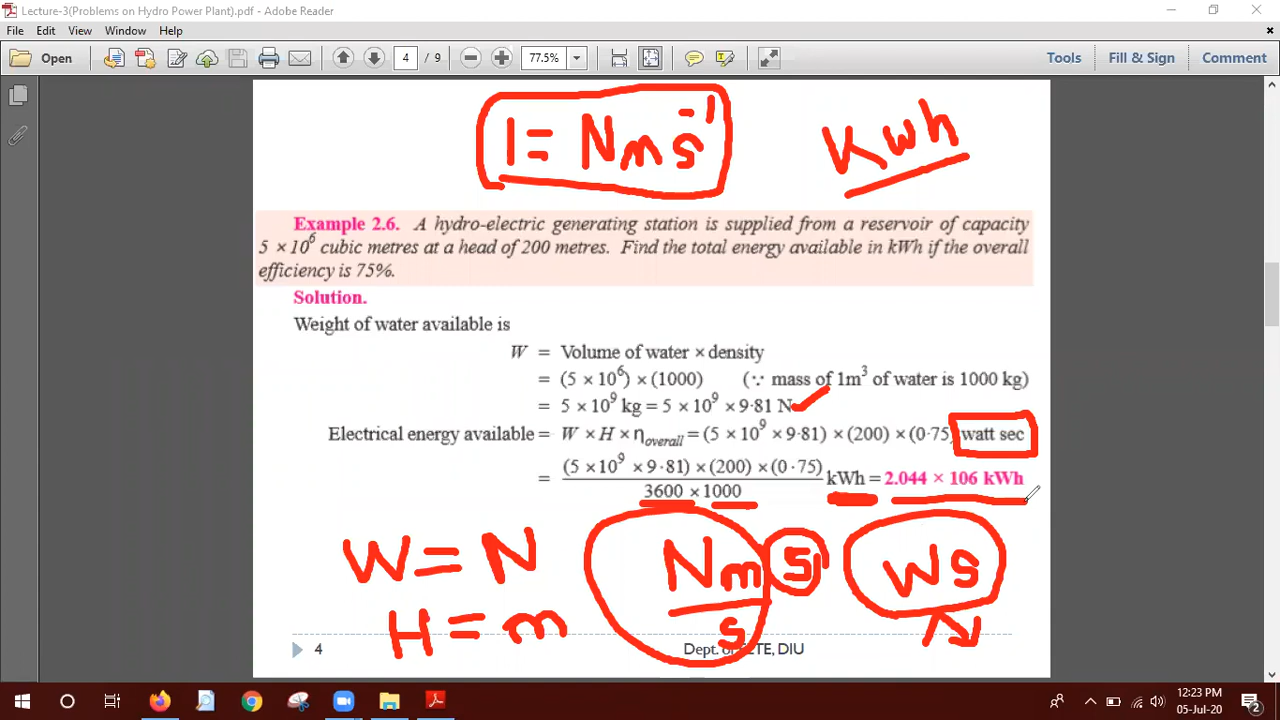 Lecture-3(Problems on Hydro Power Plant).pdf - Adobe Reader
File Edit View Window Help
Open 4 / 9 77.5% Tools Fill & Sign Comment
1 = Nms⁻¹ Kwh
Example 2.6. A hydro-electric generating station is supplied from a reservoir of capacity
5 × 10⁶ cubic metres at a head of 200 metres. Find the total energy available in kWh if the overall
efficiency is 75%.
Solution.
Weight of water available is
W = Volume of water × density
= (5 × 10⁶) × (1000) (∵ mass of 1m³ of water is 1000 kg)
= 5 × 10⁹ kg = 5 × 10⁹ × 9·81 N
Electrical energy available = W × H × η overall = (5 × 10⁹ × 9·81) × (200) × (0·75) watt sec
= (5 × 10⁹ × 9·81) × (200) × (0·75) / 3600 × 1000 kWh = 2.044 × 106 kWh
W = N Nm/s s Ws
H = m
4 Dept. of ETE, DIU
12:23 PM
05-Jul-20
2